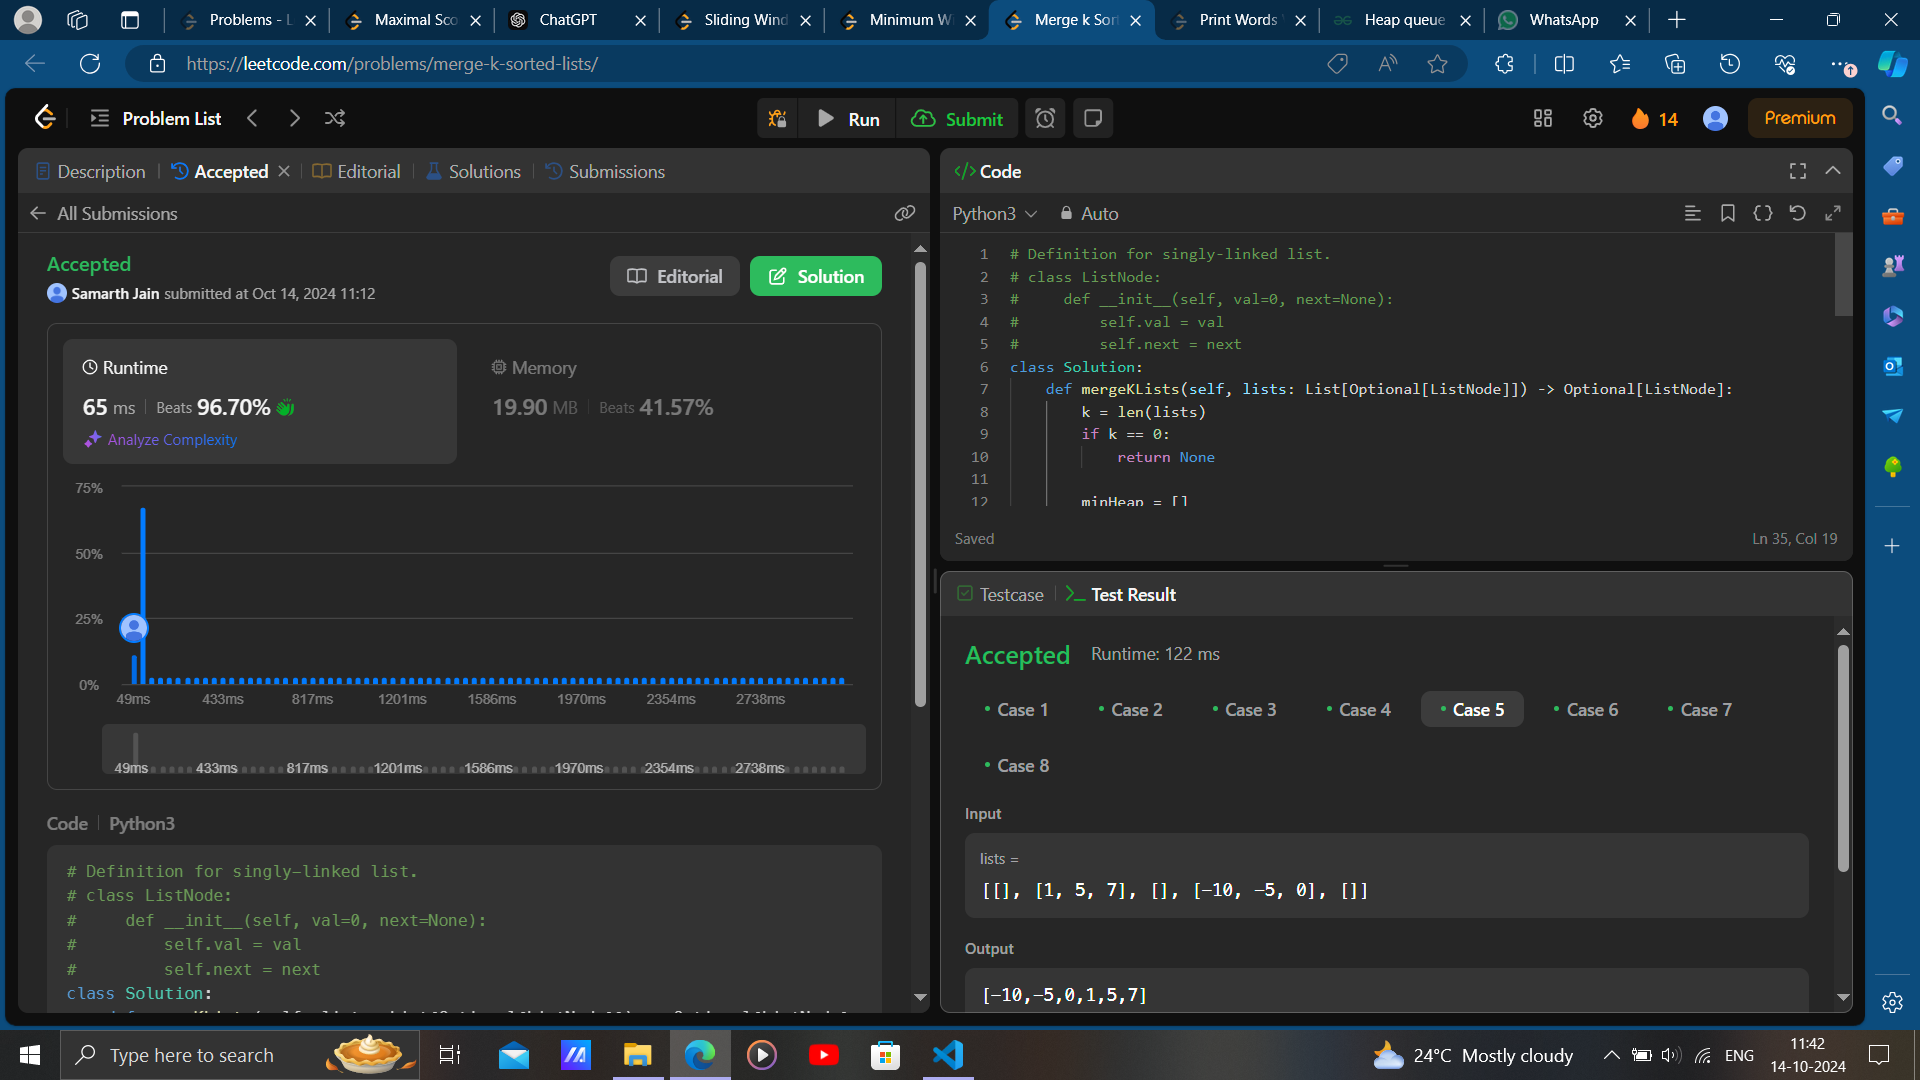 Problems - L
Maximal Sco
ChatGPT
Sliding Wind
Minimum Wi
Merge k Sort
Print Words
Heap queue
WhatsApp
https://leetcode.com/problems/merge-k-sorted-lists/
Problem List
Run
Submit
14
Premium
Description
Accepted
Editorial
Solutions
Submissions
All Submissions
Accepted
Samarth Jain submitted at Oct 14, 2024 11:12
Editorial
Solution
Runtime
65 ms
Beats 96.70%
Analyze Complexity
Memory
19.90 MB
Beats 41.57%
75%
50%
25%
0%
49ms 433ms 817ms 1201ms 1586ms 1970ms 2354ms 2738ms
49ms 433ms 817ms 1201ms 1586ms 1970ms 2354ms 2738ms
Code
Python3
# Definition for singly-linked list.
# class ListNode:
#     def __init__(self, val=0, next=None):
#         self.val = val
#         self.next = next
class Solution:
</> Code
Python3
Auto
1 # Definition for singly-linked list.
2 # class ListNode:
3 #     def __init__(self, val=0, next=None):
4 #         self.val = val
5 #         self.next = next
6 class Solution:
7     def mergeKLists(self, lists: List[Optional[ListNode]]) -> Optional[ListNode]:
8         k = len(lists)
9         if k == 0:
10             return None
11
12         minHeap = []
Saved
Ln 35, Col 19
Testcase
Test Result
Accepted
Runtime: 122 ms
Case 1
Case 2
Case 3
Case 4
Case 5
Case 6
Case 7
Case 8
Input
lists =
[[], [1, 5, 7], [], [-10, -5, 0], []]
Output
[-10,-5,0,1,5,7]
Type here to search
24°C Mostly cloudy
ENG
11:42
14-10-2024